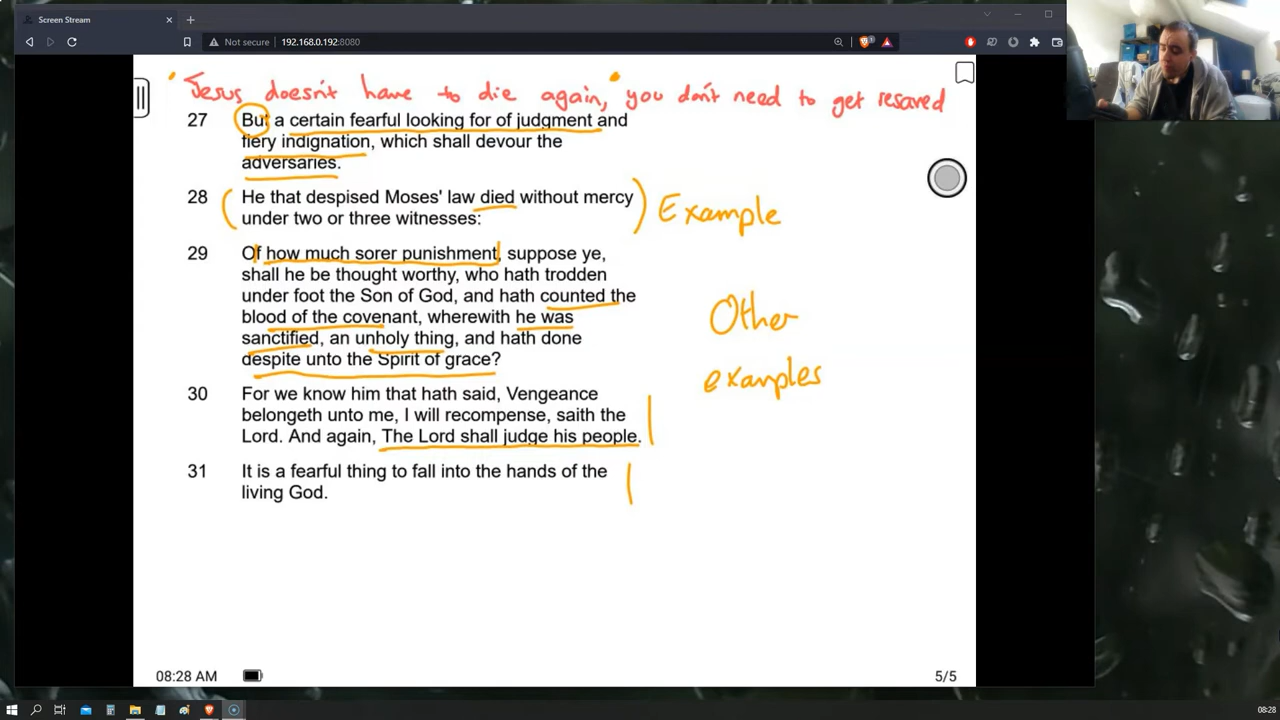 Screen Stream
Not secure 192.168.0.192:8080
1
Jesus doesn't have to die again, you don't need to get resaved
27 But a certain fearful looking for of judgment and
fiery indignation, which shall devour the
adversaries.
28 He that despised Moses' law died without mercy
under two or three witnesses:
Example
29 Of how much sorer punishment, suppose ye,
shall he be thought worthy, who hath trodden
under foot the Son of God, and hath counted the
blood of the covenant, wherewith he was
sanctified, an unholy thing, and hath done
despite unto the Spirit of grace?
Other
examples
30 For we know him that hath said, Vengeance
belongeth unto me, I will recompense, saith the
Lord. And again, The Lord shall judge his people.
31 It is a fearful thing to fall into the hands of the
living God.
08:28 AM 5/5
08:28